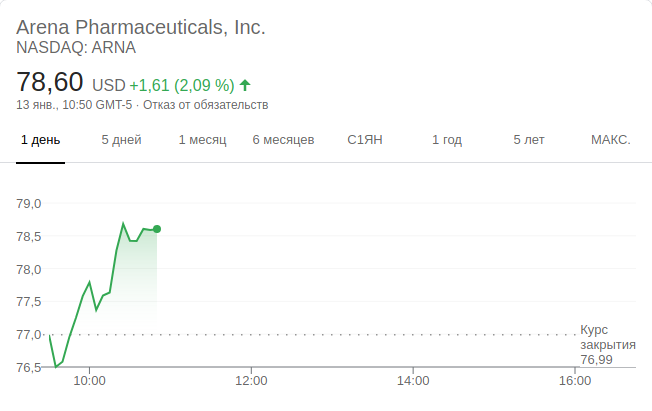 Arena Pharmaceuticals, Inc.
NASDAQ: ARNA
78,60 USD +1,61 (2,09 %)
13 янв., 10:50 GMT-5 · Отказ от обязательств
1 день 5 дней 1 месяц 6 месяцев С1ЯН 1 год 5 лет МАКС.
79,0
78,5
78,0
77,5
77,0
76,5
Курс
закрытия
76,99
10:00 12:00 14:00 16:00